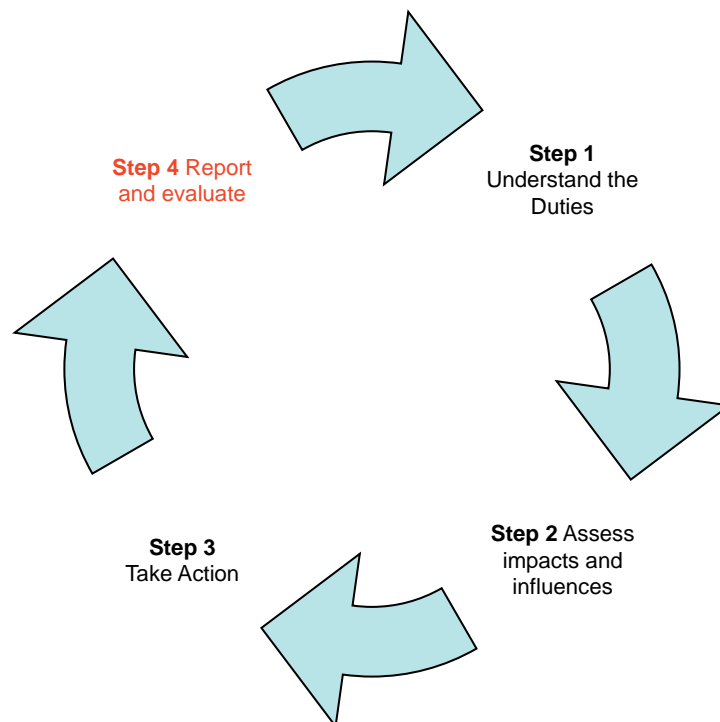 Step 1
Understand the
Duties
Step 2 Assess
impacts and
influences
Step 3
Take Action
Step 4 Report
and evaluate